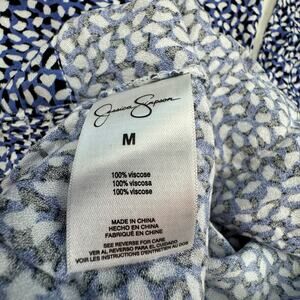 Jessica Simpson
M
100% viscose
100% viscosa
100% viscose
MADE IN CHINA
HECHO EN CHINA
FABRIQUÉ EN CHINE
SEE REVERSE FOR CARE
VER AL REVERSO PARA EL CUIDADO
VOIR LES INSTRUCTIONS D'ENTRETIEN AU DOS